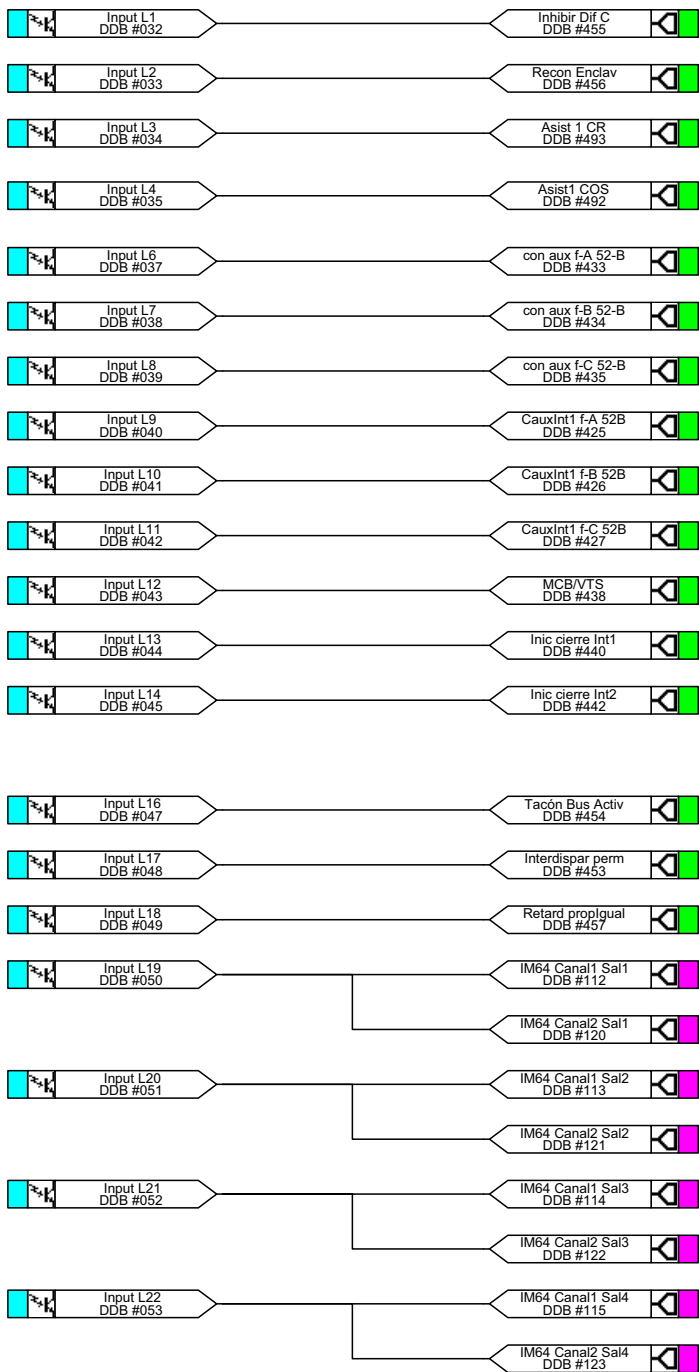 Input L1
DDB #032
Inhibir Dif C
DDB #455
Input L2
DDB #033
Recon Enclav
DDB #456
Input L3
DDB #034
Asist 1 CR
DDB #493
Input L4
DDB #035
Asist1 COS
DDB #492
Input L6
DDB #037
con aux f-A 52-B
DDB #433
Input L7
DDB #038
con aux f-B 52-B
DDB #434
Input L8
DDB #039
con aux f-C 52-B
DDB #435
Input L9
DDB #040
CauxInt1 f-A 52B
DDB #425
Input L10
DDB #041
CauxInt1 f-B 52B
DDB #426
Input L11
DDB #042
CauxInt1 f-C 52B
DDB #427
Input L12
DDB #043
MCB/VTS
DDB #438
Input L13
DDB #044
Inic cierre Int1
DDB #440
Input L14
DDB #045
Inic cierre Int2
DDB #442
Input L16
DDB #047
Tacón Bus Activ
DDB #454
Input L17
DDB #048
Interdispar perm
DDB #453
Input L18
DDB #049
Retard propIgual
DDB #457
Input L19
DDB #050
IM64 Canal1 Sal1
DDB #112
IM64 Canal2 Sal1
DDB #120
Input L20
DDB #051
IM64 Canal1 Sal2
DDB #113
IM64 Canal2 Sal2
DDB #121
Input L21
DDB #052
IM64 Canal1 Sal3
DDB #114
IM64 Canal2 Sal3
DDB #122
Input L22
DDB #053
IM64 Canal1 Sal4
DDB #115
IM64 Canal2 Sal4
DDB #123